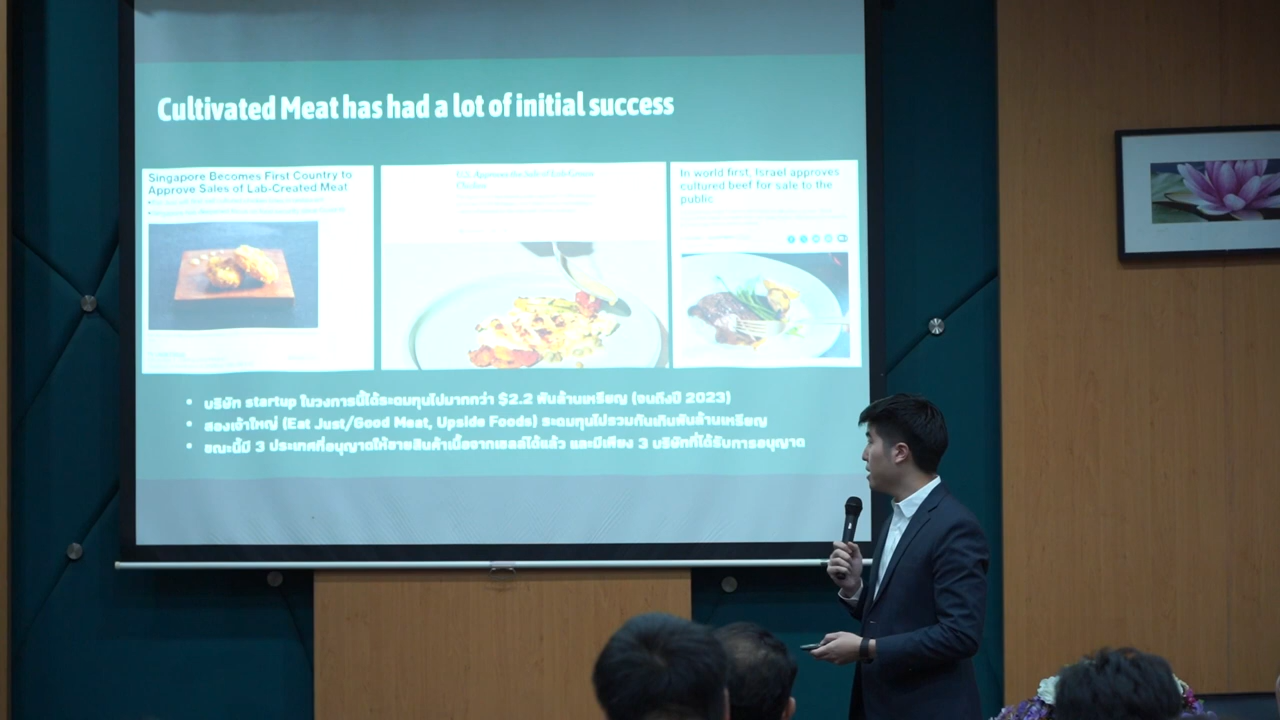 Cultivated Meat has had a lot of initial success
Singapore Becomes First Country to
Approve Sales of Lab-Created Meat
U.S. Approves the Sale of Lab-Grown
Chicken
In world first, Israel approves
cultured beef for sale to the
public
• บริษัท startup ในวงการนี้ได้ระดมทุนไปมากกว่า $2.2 พันล้านเหรียญ (จนถึงปี 2023)
• สองเจ้าใหญ่ (Eat Just/Good Meat, Upside Foods) ระดมทุนไปรวมกันเกินพันล้านเหรียญ
• ขณะนี้มี 3 ประเทศที่อนุญาตให้ขายสินค้าเนื้อจากเซลล์ได้แล้ว และมีเพียง 3 บริษัทที่ได้รับการอนุญาต